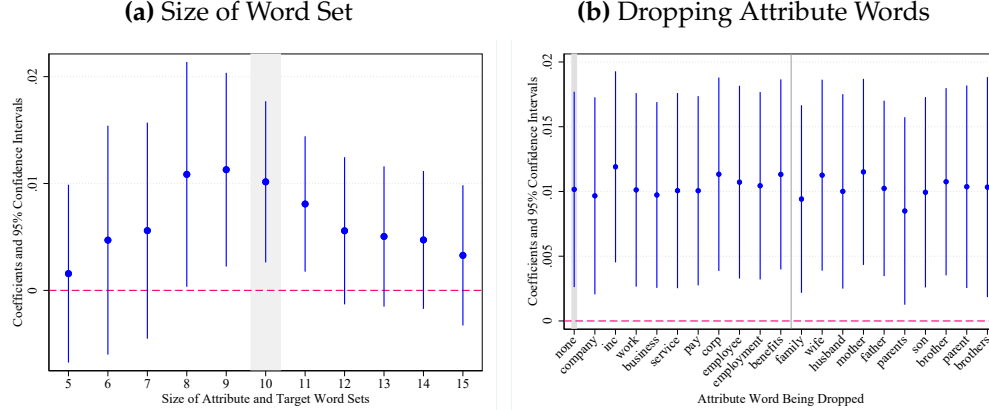 (a) Size of Word Set
Coefficients and 95% Confidence Intervals
.02
.01
0
5 6 7 8 9 10 11 12 13 14 15
Size of Attribute and Target Word Sets
(b) Dropping Attribute Words
Coefficients and 95% Confidence Intervals
.02
.015
.01
.005
0
none company inc work business service pay corp employee employment benefits family wife husband mother father parents son brother parent brothers
Attribute Word Being Dropped